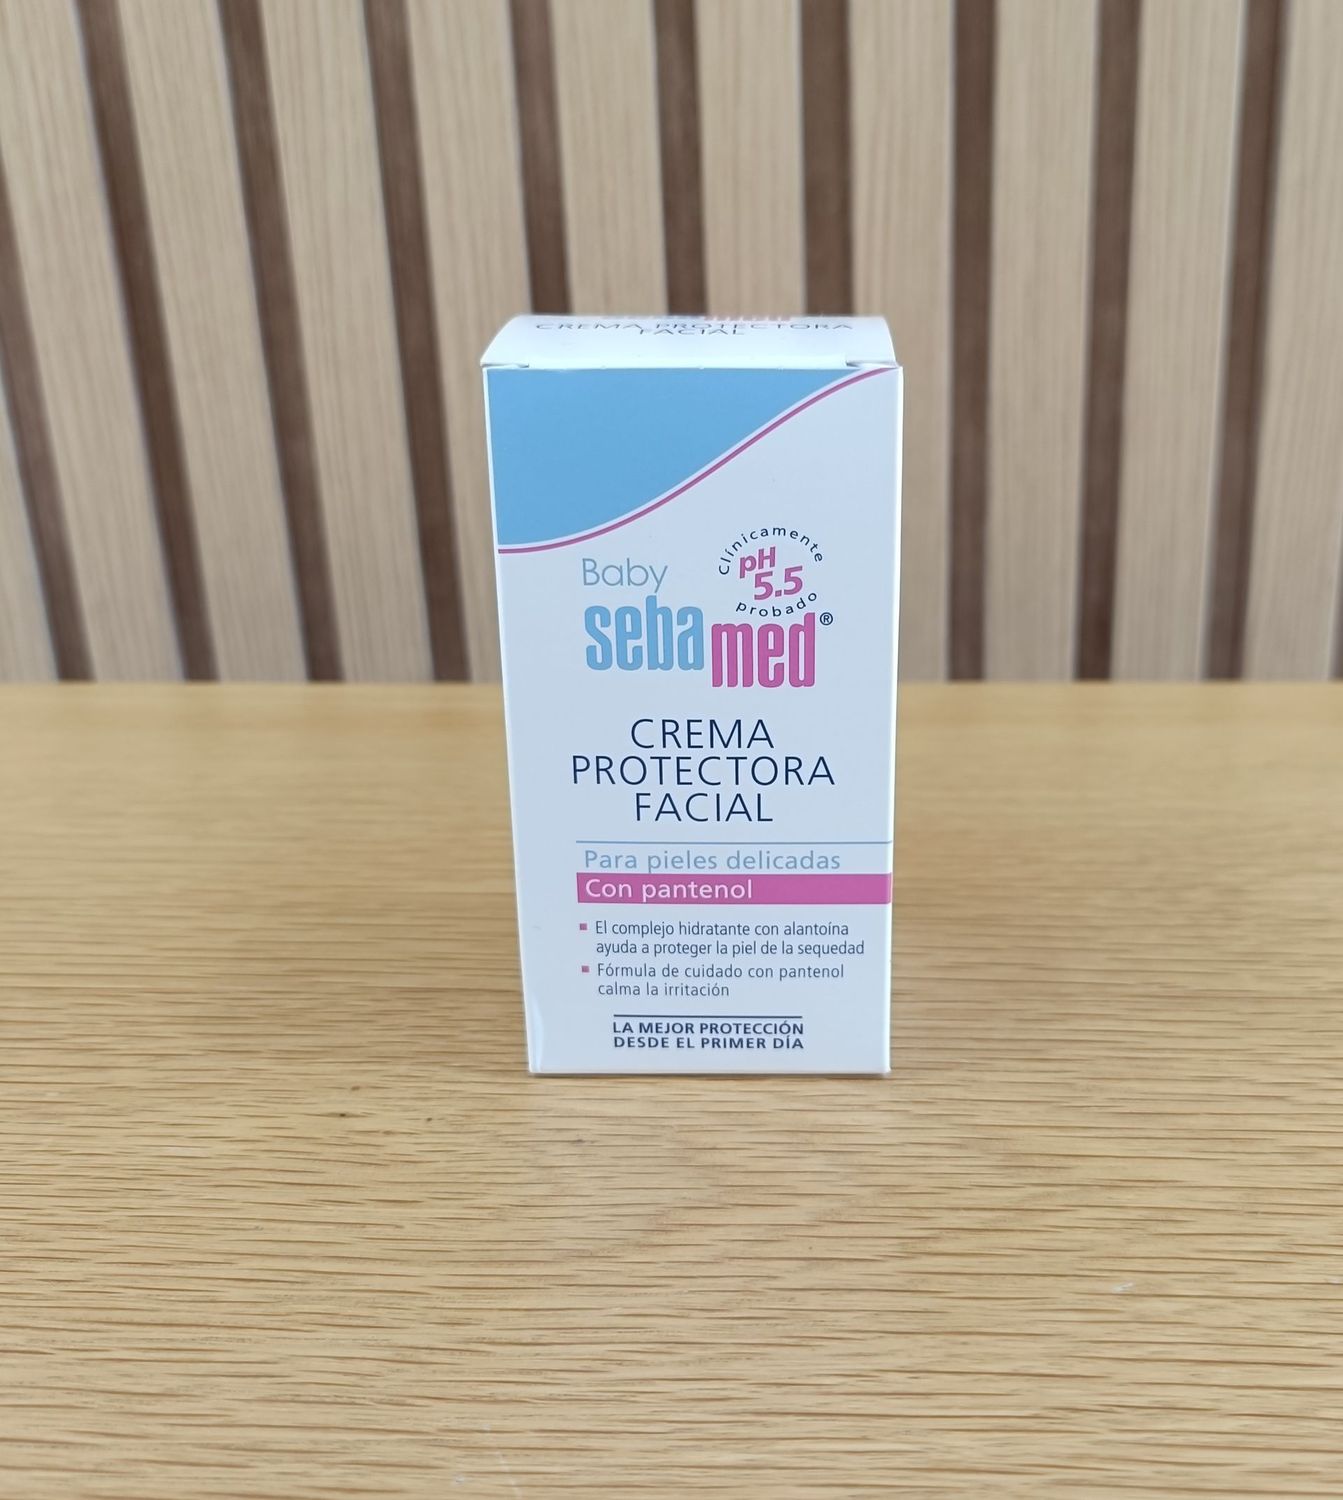 CREMA PROTECTORA
FACIAL
Baby
Clínicamente
pH
5.5
probado
sebamed®
CREMA
PROTECTORA
FACIAL
Para pieles delicadas
Con pantenol
El complejo hidratante con alantoína
ayuda a proteger la piel de la sequedad
Fórmula de cuidado con pantenol
calma la irritación
LA MEJOR PROTECCIÓN
DESDE EL PRIMER DÍA